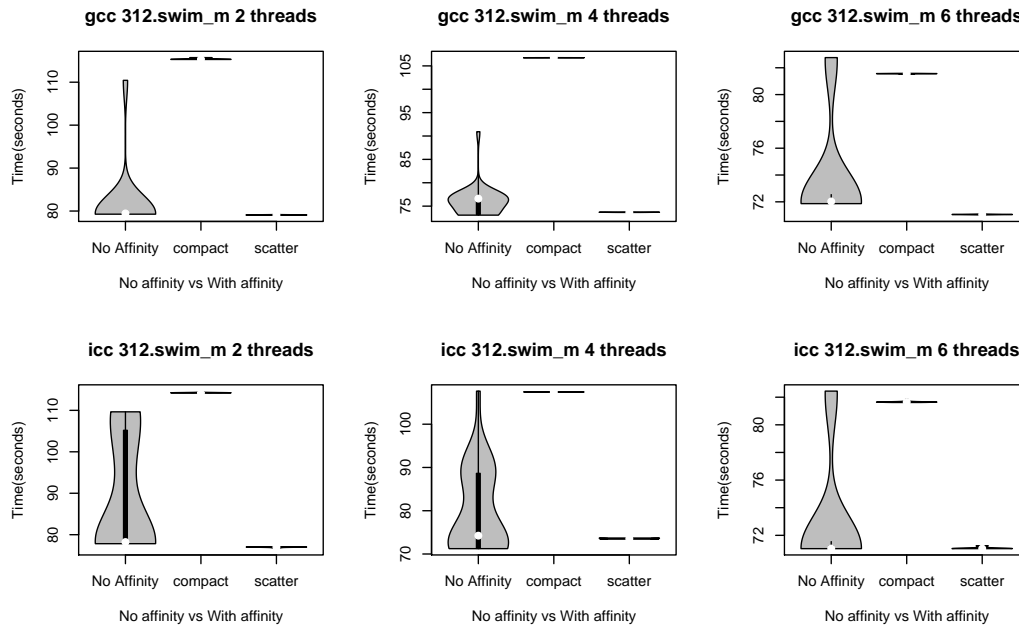 gcc 312.swim_m 2 threads
Time(seconds)
80 90 100 110
No Affinity compact scatter
No affinity vs With affinity
gcc 312.swim_m 4 threads
Time(seconds)
75 85 95 105
No Affinity compact scatter
No affinity vs With affinity
gcc 312.swim_m 6 threads
Time(seconds)
72 76 80
No Affinity compact scatter
No affinity vs With affinity
icc 312.swim_m 2 threads
Time(seconds)
80 90 100 110
No Affinity compact scatter
No affinity vs With affinity
icc 312.swim_m 4 threads
Time(seconds)
70 80 90 100
No Affinity compact scatter
No affinity vs With affinity
icc 312.swim_m 6 threads
Time(seconds)
72 76 80
No Affinity compact scatter
No affinity vs With affinity